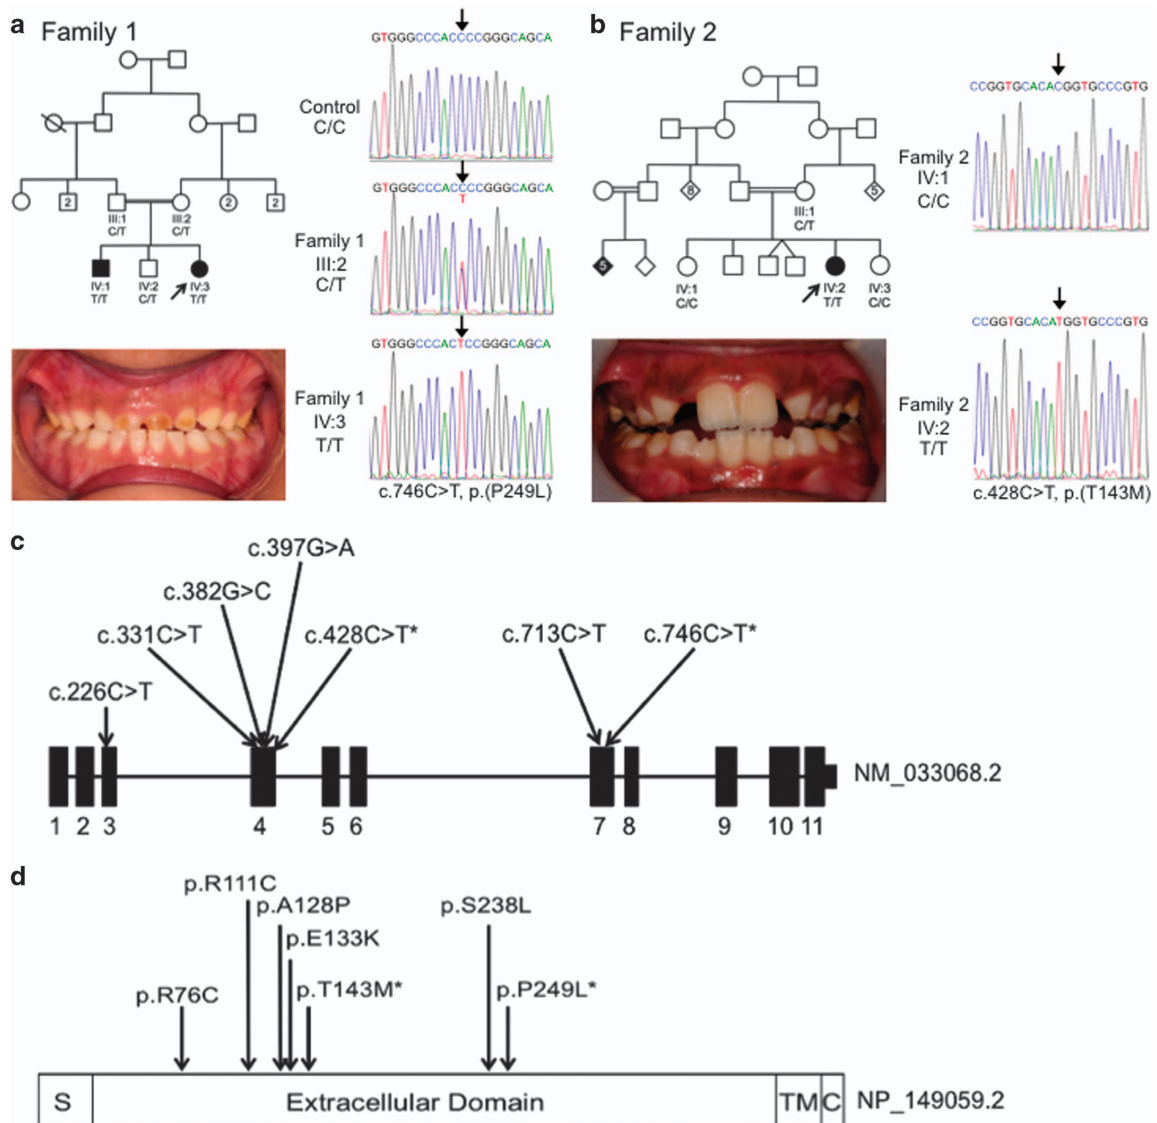 a Family 1
2
2
2
III:1
C/T
III:2
C/T
IV:1
T/T
IV:2
C/T
IV:3
T/T
GTGGGCCCACCCCGGGCAGCA
Control
C/C
GTGGGCCCACCCCGGGCAGCA
T
Family 1
III:2
C/T
GTGGGCCCACTCCGGGCAGCA
Family 1
IV:3
T/T
c.746C>T, p.(P249L)
b Family 2
8
5
III:1
C/T
5
IV:1
C/C
IV:2
T/T
IV:3
C/C
CCGGTGCACACGGTGCCCGTG
Family 2
IV:1
C/C
CCGGTGCACATGGTGCCCGTG
Family 2
IV:2
T/T
c.428C>T, p.(T143M)
c
c.397G>A
c.382G>C
c.331C>T
c.428C>T*
c.713C>T
c.746C>T*
c.226C>T
NM_033068.2
1 2 3 4 5 6 7 8 9 10 11
d
p.R111C
p.A128P
p.S238L
p.E133K
p.R76C
p.T143M*
p.P249L*
S Extracellular Domain TM C NP_149059.2